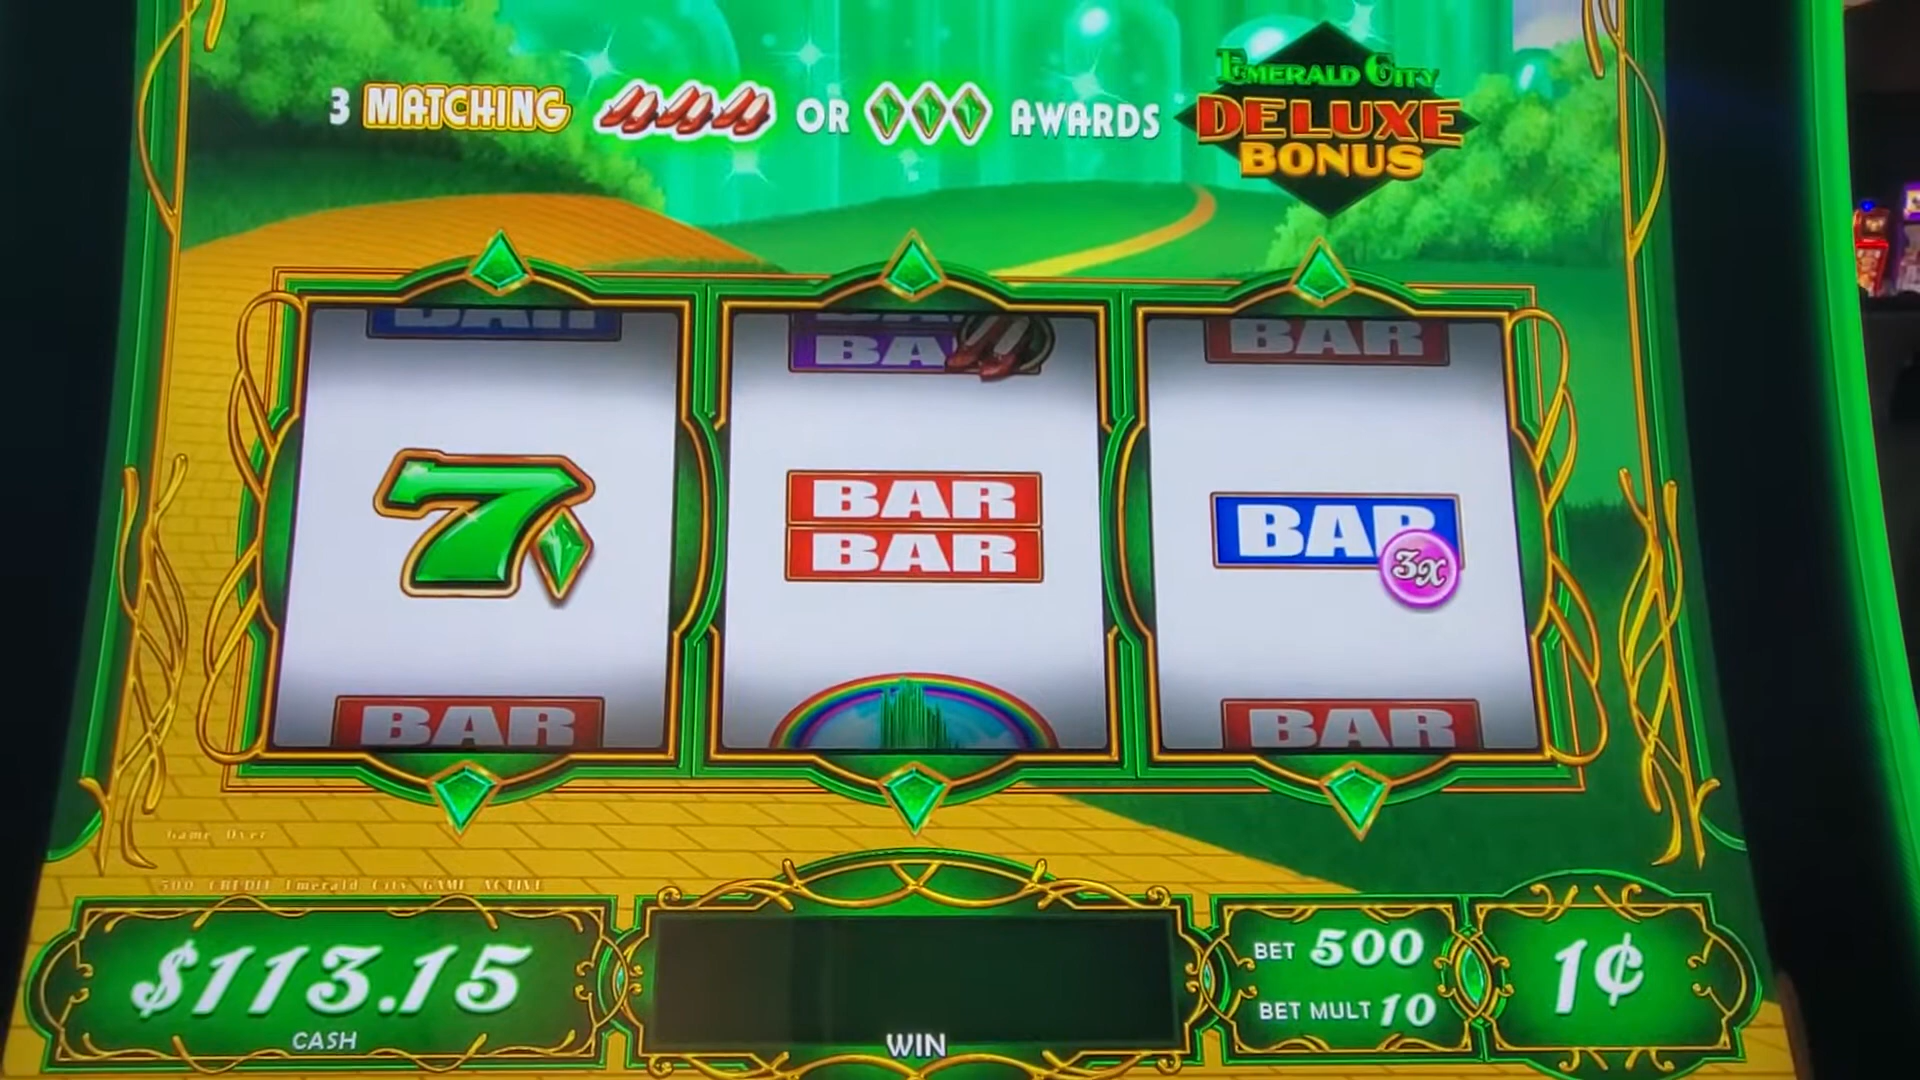 EMERALD CITY
3 MATCHING OR AWARDS DELUXE
BONUS
BAR
BAR
7
BAR
BAR
BAR
3x
BAR
BAR
Game Over
500 CREDIT Emerald City GAME ACTIVE
$113.15
CASH
WIN
BET 500
BET MULT 10
1¢